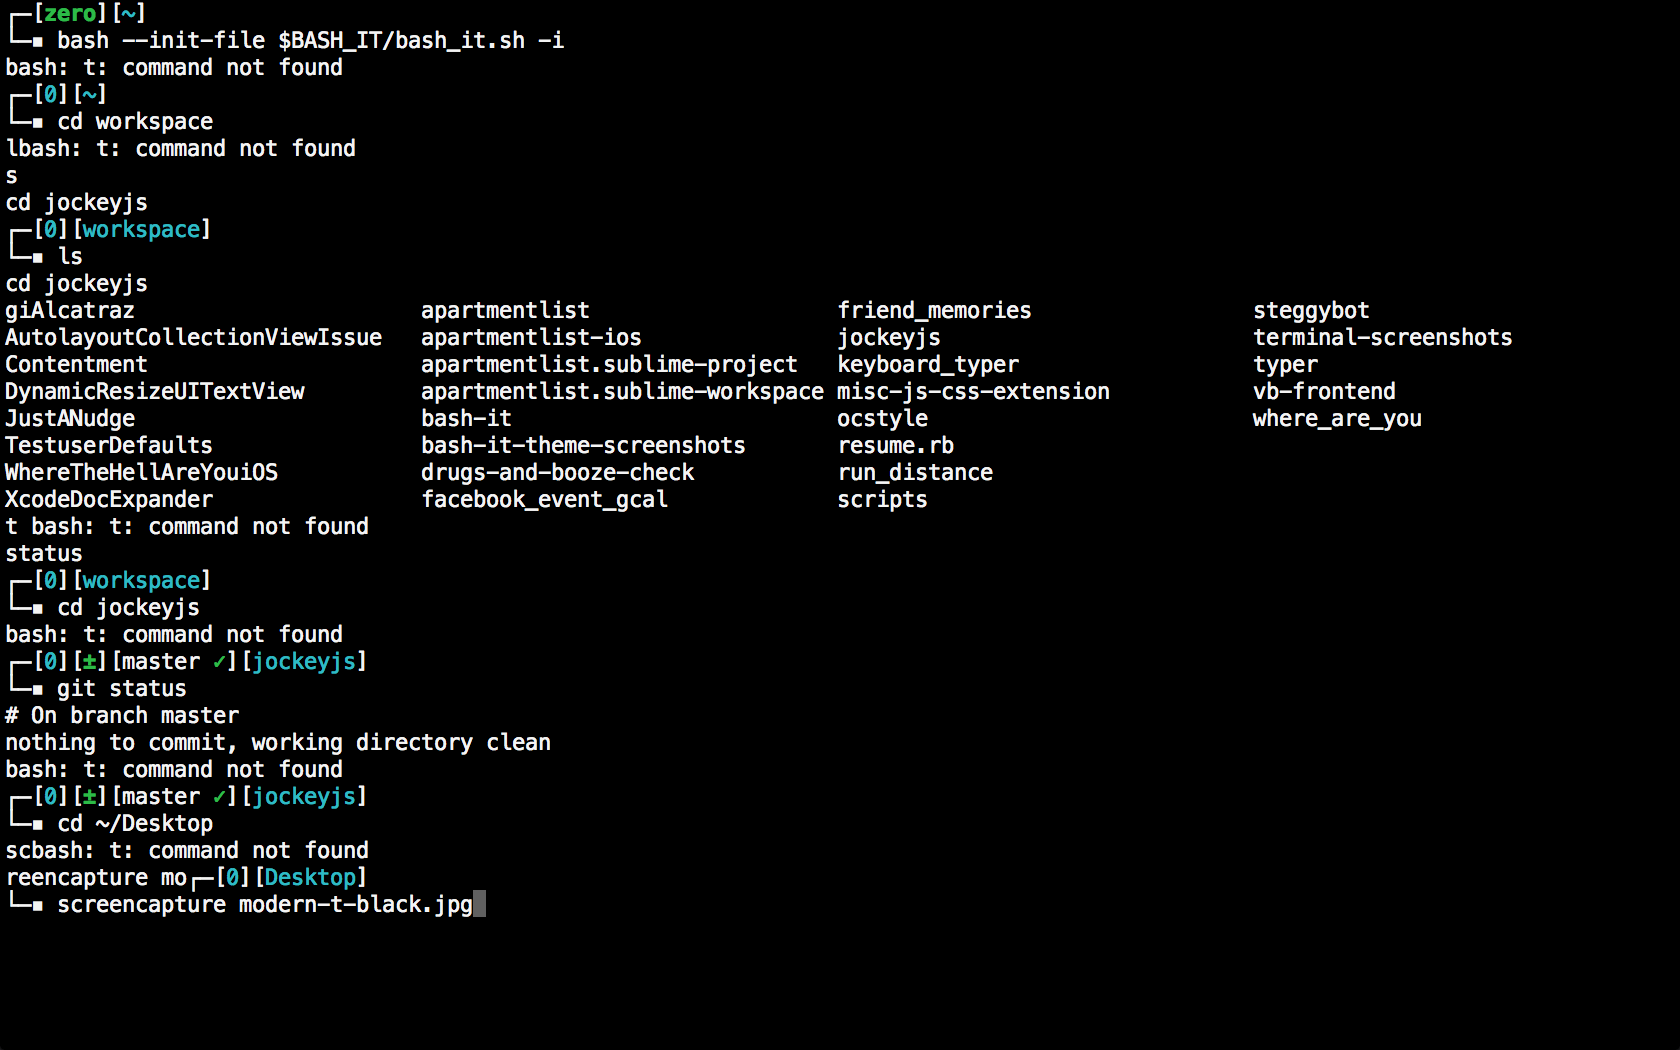 ┌─[zero][~]
└─▪ bash --init-file $BASH_IT/bash_it.sh -i
bash: t: command not found
┌─[0][~]
└─▪ cd workspace
lbash: t: command not found
s
cd jockeyjs
┌─[0][workspace]
└─▪ ls
cd jockeyjs
giAlcatraz apartmentlist friend_memories steggybot
AutolayoutCollectionViewIssue apartmentlist-ios jockeyjs terminal-screenshots
Contentment apartmentlist.sublime-project keyboard_typer typer
DynamicResizeUITextView apartmentlist.sublime-workspace misc-js-css-extension vb-frontend
JustANudge bash-it ocstyle where_are_you
TestuserDefaults bash-it-theme-screenshots resume.rb
WhereTheHellAreYouiOS drugs-and-booze-check run_distance
XcodeDocExpander facebook_event_gcal scripts
t bash: t: command not found
status
┌─[0][workspace]
└─▪ cd jockeyjs
bash: t: command not found
┌─[0][±][master ✓][jockeyjs]
└─▪ git status
# On branch master
nothing to commit, working directory clean
bash: t: command not found
┌─[0][±][master ✓][jockeyjs]
└─▪ cd ~/Desktop
scbash: t: command not found
reencapture mo┌─[0][Desktop]
└─▪ screencapture modern-t-black.jpg